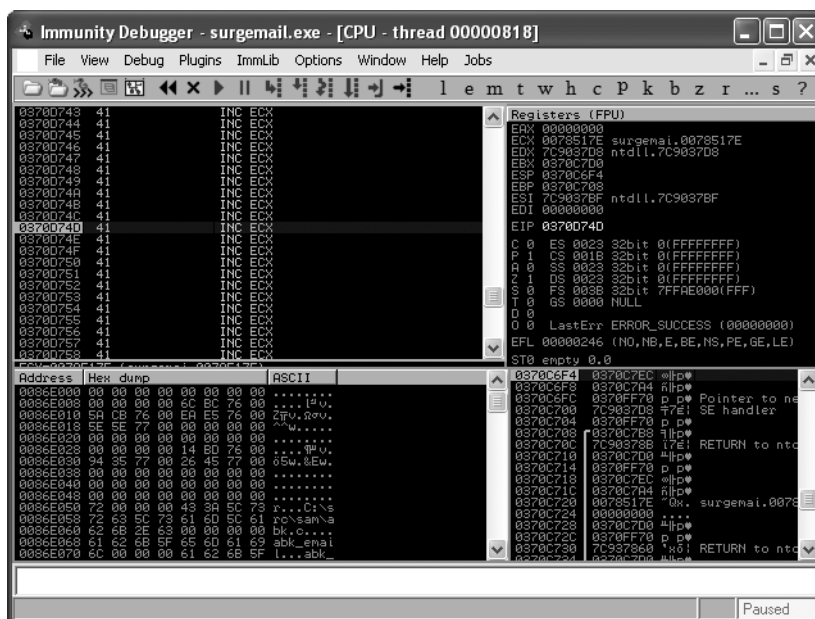 Immunity Debugger - surgemail.exe - [CPU - thread 00000818]
File View Debug Plugins ImmLib Options Window Help Jobs
l e m t w h c P k b z r ... s ?
0370D743 41 INC ECX
0370D744 41 INC ECX
0370D745 41 INC ECX
0370D746 41 INC ECX
0370D747 41 INC ECX
0370D748 41 INC ECX
0370D749 41 INC ECX
0370D74A 41 INC ECX
0370D74B 41 INC ECX
0370D74C 41 INC ECX
0370D74D 41 INC ECX
0370D74E 41 INC ECX
0370D74F 41 INC ECX
0370D750 41 INC ECX
0370D751 41 INC ECX
0370D752 41 INC ECX
0370D753 41 INC ECX
0370D754 41 INC ECX
0370D755 41 INC ECX
0370D756 41 INC ECX
0370D757 41 INC ECX
0370D758 41 INC ECX
Registers (FPU)
EAX 00000000
ECX 0078517E surgemai.0078517E
EDX 7C9037D8 ntdll.7C9037D8
EBX 0370C7D0
ESP 0370C6F4
EBP 0370C708
ESI 7C9037BF ntdll.7C9037BF
EDI 00000000
EIP 0370D74D
C 0 ES 0023 32bit 0(FFFFFFFF)
P 1 CS 001B 32bit 0(FFFFFFFF)
A 0 SS 0023 32bit 0(FFFFFFFF)
Z 1 DS 0023 32bit 0(FFFFFFFF)
S 0 FS 003B 32bit 7FFAE000(FFF)
T 0 GS 0000 NULL
D 0
O 0 LastErr ERROR_SUCCESS (00000000)
EFL 00000246 (NO,NB,E,BE,NS,PE,GE,LE)
ST0 empty 0.0
Address Hex dump ASCII
0086E000 00 00 00 00 00 00 00 00 ........
0086E008 00 00 00 00 6C BC 76 00
0086E010 5A CB 76 00 EA E5 76 00
0086E018 5E 5E 77 00 00 00 00 00 ^^w.....
0086E020 00 00 00 00 00 00 00 00 ........
0086E028 00 00 00 00 14 BD 76 00
0086E030 94 35 77 00 26 45 77 00 ö5w.&Ew.
0086E038 00 00 00 00 00 00 00 00 ........
0086E040 00 00 00 00 00 00 00 00 ........
0086E048 00 00 00 00 00 00 00 00 ........
0086E050 72 00 00 00 43 3A 5C 73 r...C:\s
0086E058 72 63 5C 73 61 6D 5C 61 rc\sam\a
0086E060 62 6B 2E 63 00 00 00 00 bk.c....
0086E068 61 62 6B 5F 65 6D 61 69 abk_emai
0086E070 6C 00 00 00 61 62 6B 5F l...abk_
0370C6F4 0370C7EC
0370C6F8 0370C7A4
0370C6FC 0370FF70 p p♥ Pointer to ne
0370C700 7C9037D8 SE handler
0370C704 0370FF70 p p♥
0370C708 0370C7B8
0370C70C 7C90378B RETURN to ntd
0370C710 0370C7D0
0370C714 0370FF70 p p♥
0370C718 0370C7EC
0370C71C 0370C7A4
0370C720 0078517E ~Qx. surgemai.0078
0370C724 00000000 ....
0370C728 0370C7D0
0370C72C 0370FF70 p p♥
0370C730 7C937860 RETURN to ntd
Paused